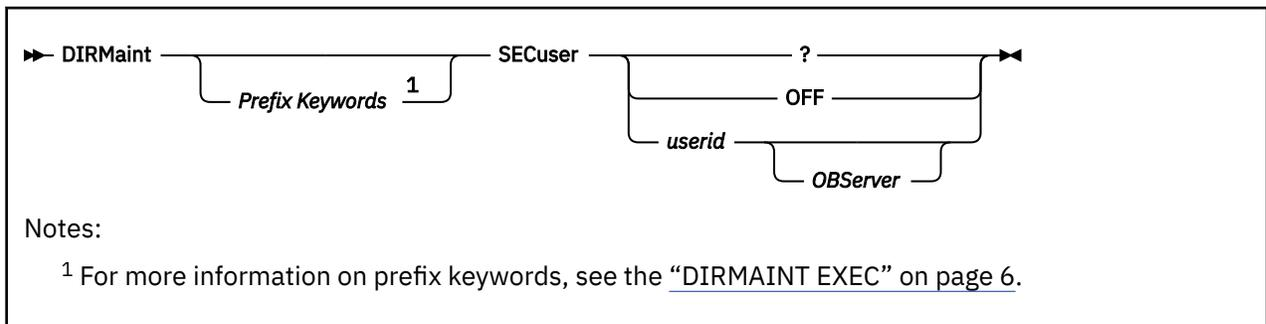 DIRMaint SECuser ?
Prefix Keywords 1
OFF
userid
OBServer
Notes:
1 For more information on prefix keywords, see the “DIRMAINT EXEC” on page 6.